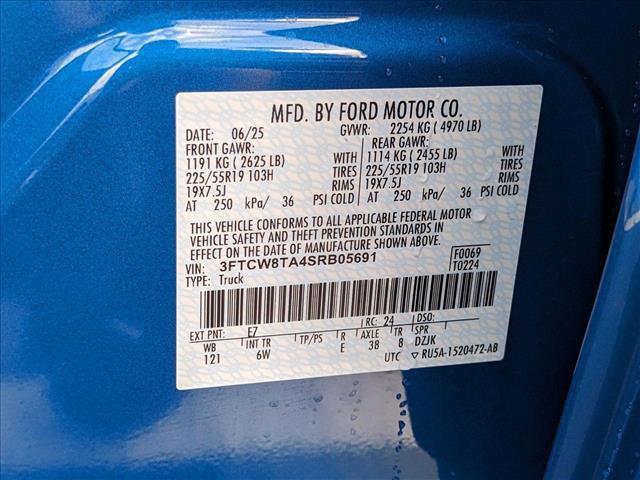 MFD. BY FORD MOTOR CO.
DATE: 06/25 GVWR: 2254 KG ( 4970 LB)
FRONT GAWR: REAR GAWR:
1191 KG ( 2625 LB) WITH 1114 KG ( 2455 LB) WITH
225/55R19 103H TIRES 225/55R19 103H TIRES
19X7.5J RIMS 19X7.5J RIMS
AT 250 kPa/ 36 PSI COLD AT 250 kPa/ 36 PSI COLD
THIS VEHICLE CONFORMS TO ALL APPLICABLE FEDERAL MOTOR
VEHICLE SAFETY AND THEFT PREVENTION STANDARDS IN
EFFECT ON THE DATE OF MANUFACTURE SHOWN ABOVE.
VIN: 3FTCW8TA4SRB05691 F0069
TYPE: Truck T0224
EXT PNT: E7 RC: 24 DSO:
WB INT TR TP/PS R AXLE TR SPR
121 6W E 38 8 DZJK
UTC ▽ RU5A-1520472-AB